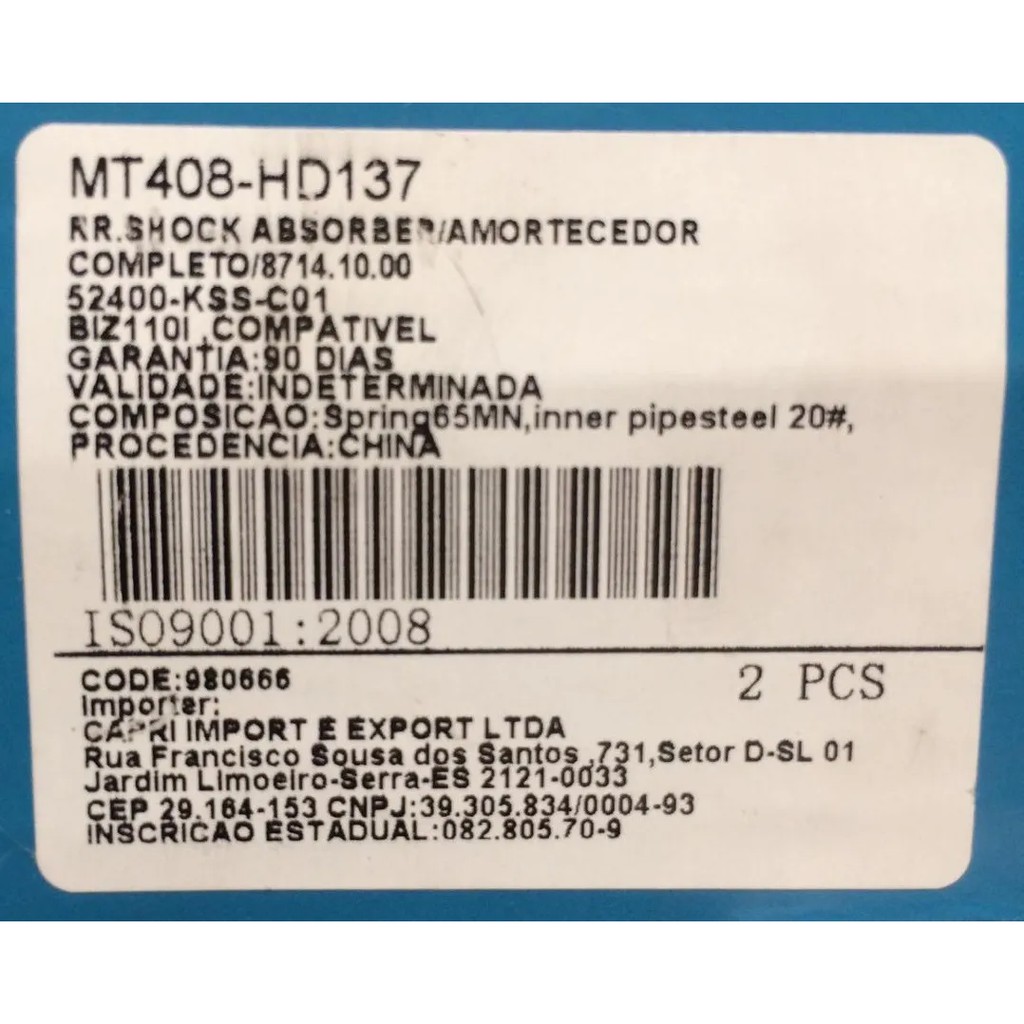 MT408-HD137
RR.SHOCK ABSORBER/AMORTECEDOR
COMPLETO/8714.10.00
52400-KSS-C01
BIZ110I ,COMPATIVEL
GARANTIA:90 DIAS
VALIDADE:INDETERMINADA
COMPOSICAO:Spring65MN,inner pipesteel 20#,
PROCEDENCIA:CHINA
ISO9001:2008
CODE:980666
2 PCS
Importer:
CAPRI IMPORT E EXPORT LTDA
Rua Francisco Sousa dos Santos ,731,Setor D-SL 01
Jardim Limoeiro-Serra-ES 2121-0033
CEP 29.164-153 CNPJ:39.305.834/0004-93
INSCRICAO ESTADUAL:082.805.70-9